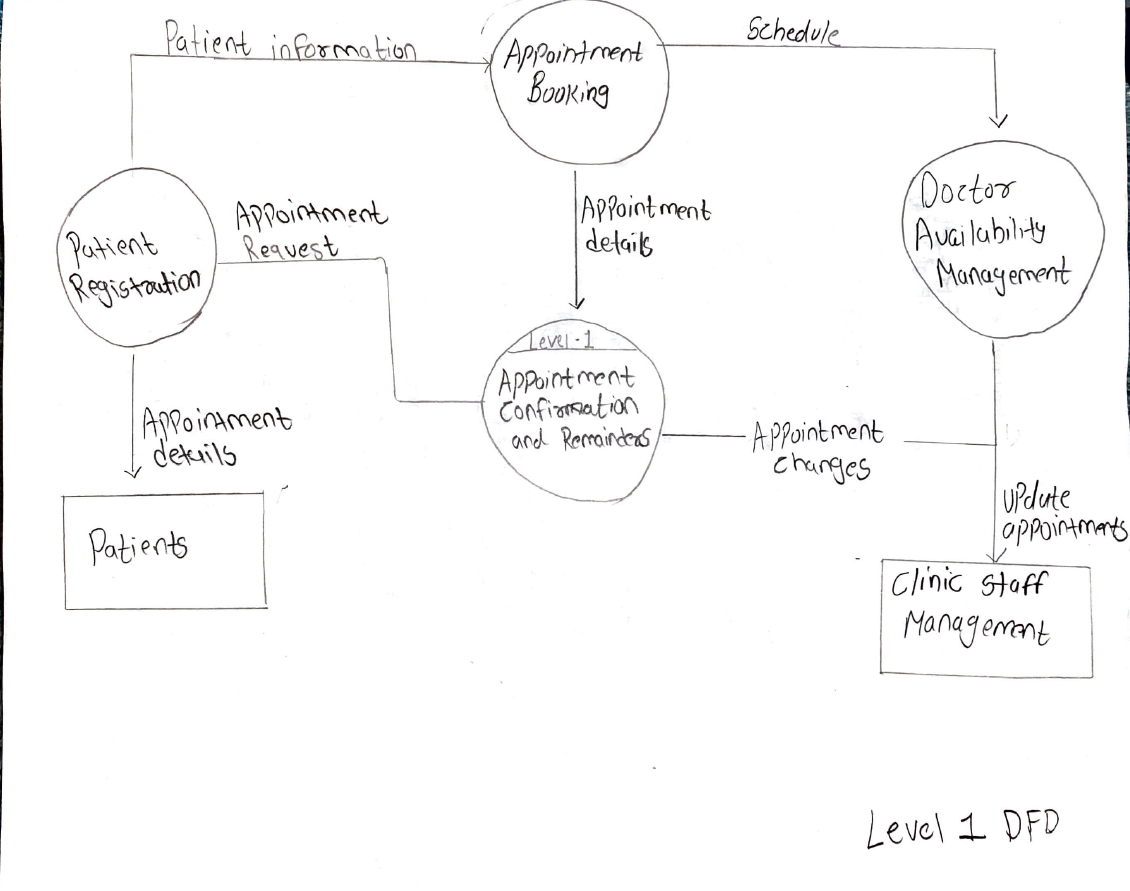 Patient information
Schedule
Appointment
Booking
Doctor
Availability
Management
Appointment
Request
Appointment
details
Patient
Registration
Level-1
Appointment
Confirmation
and Remainders
Appointment
details
Appointment
changes
update
appointments
Patients
Clinic Staff
Management
Level 1 DFD